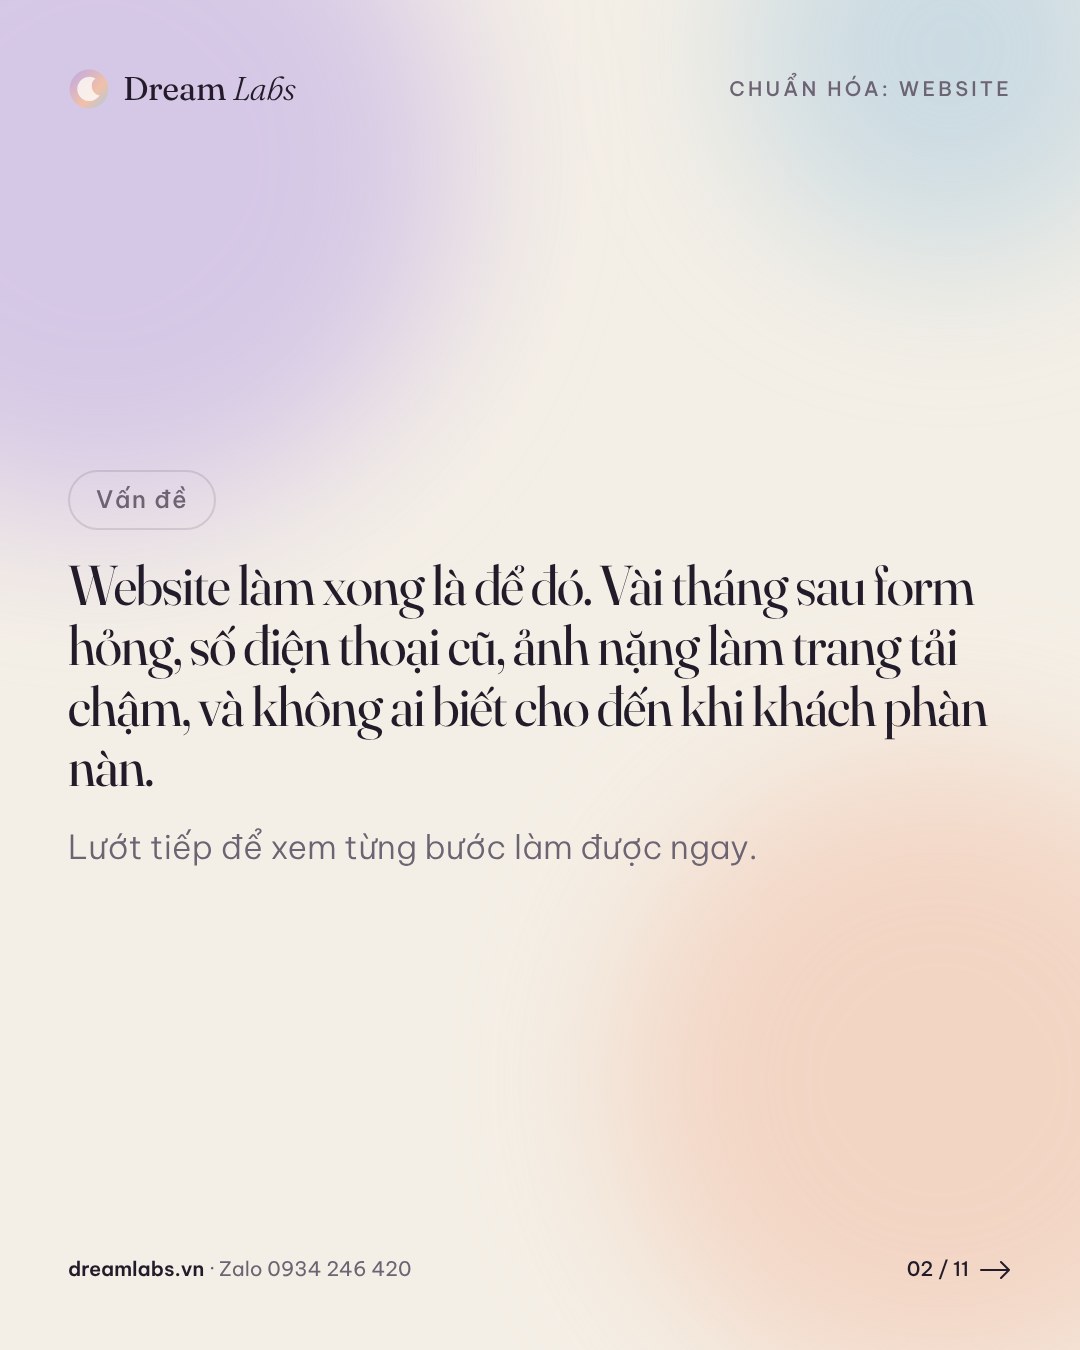 Dream Labs
CHUẨN HÓA: WEBSITE
Vấn đề
Website làm xong là để đó. Vài tháng sau form
hỏng, số điện thoại cũ, ảnh nặng làm trang tải
chậm, và không ai biết cho đến khi khách phàn
nàn.
Lướt tiếp để xem từng bước làm được ngay.
dreamlabs.vn · Zalo 0934 246 420
02 / 11 →